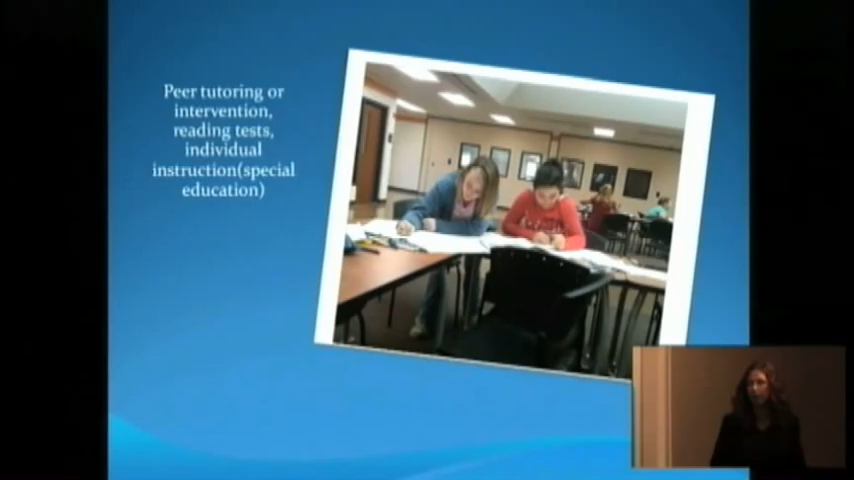 Peer tutoring or
intervention,
reading tests,
individual
instruction(special
education)